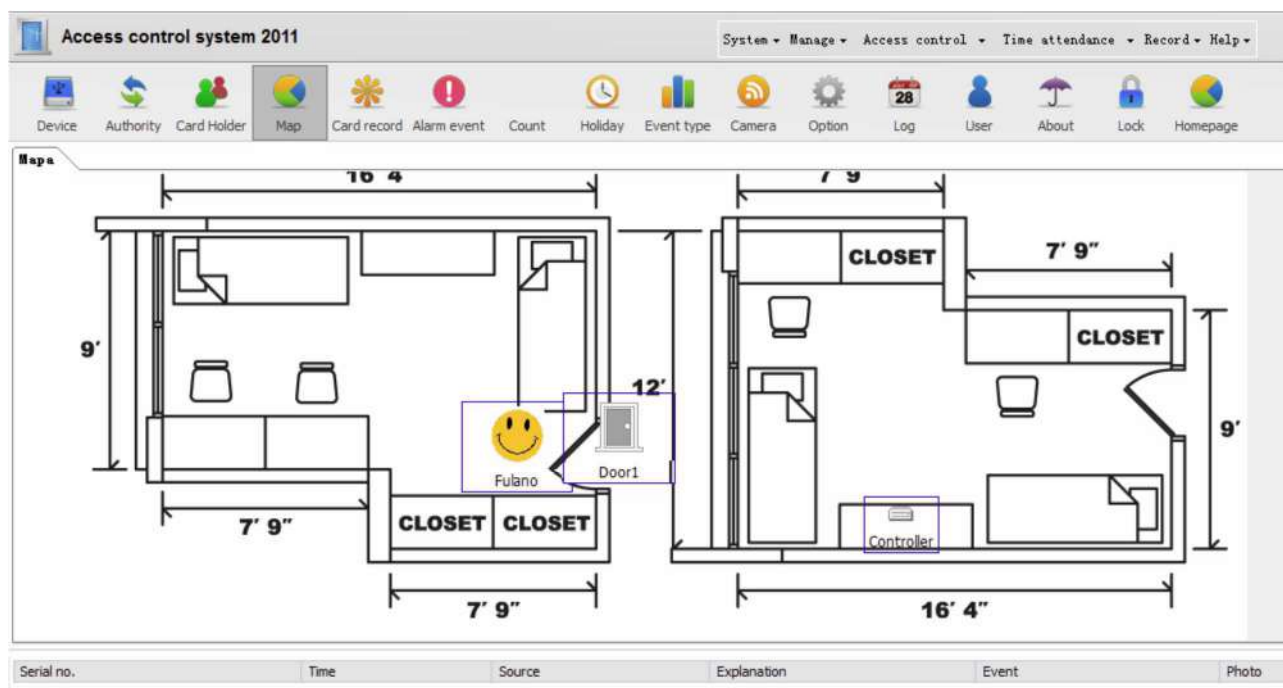 Access control system 2011
System Manage Access control Time attendance Record Help
Device Authority Card Holder Map Card record Alarm event Count Holiday Event type Camera Option Log User About Lock Homepage
28
Mapa
16' 4 7' 9
CLOSET 7' 9"
CLOSET
9'
12'
9'
Fulano Door1
7' 9" CLOSET CLOSET
Controller
7' 9" 16' 4"
Serial no. Time Source Explanation Event Photo